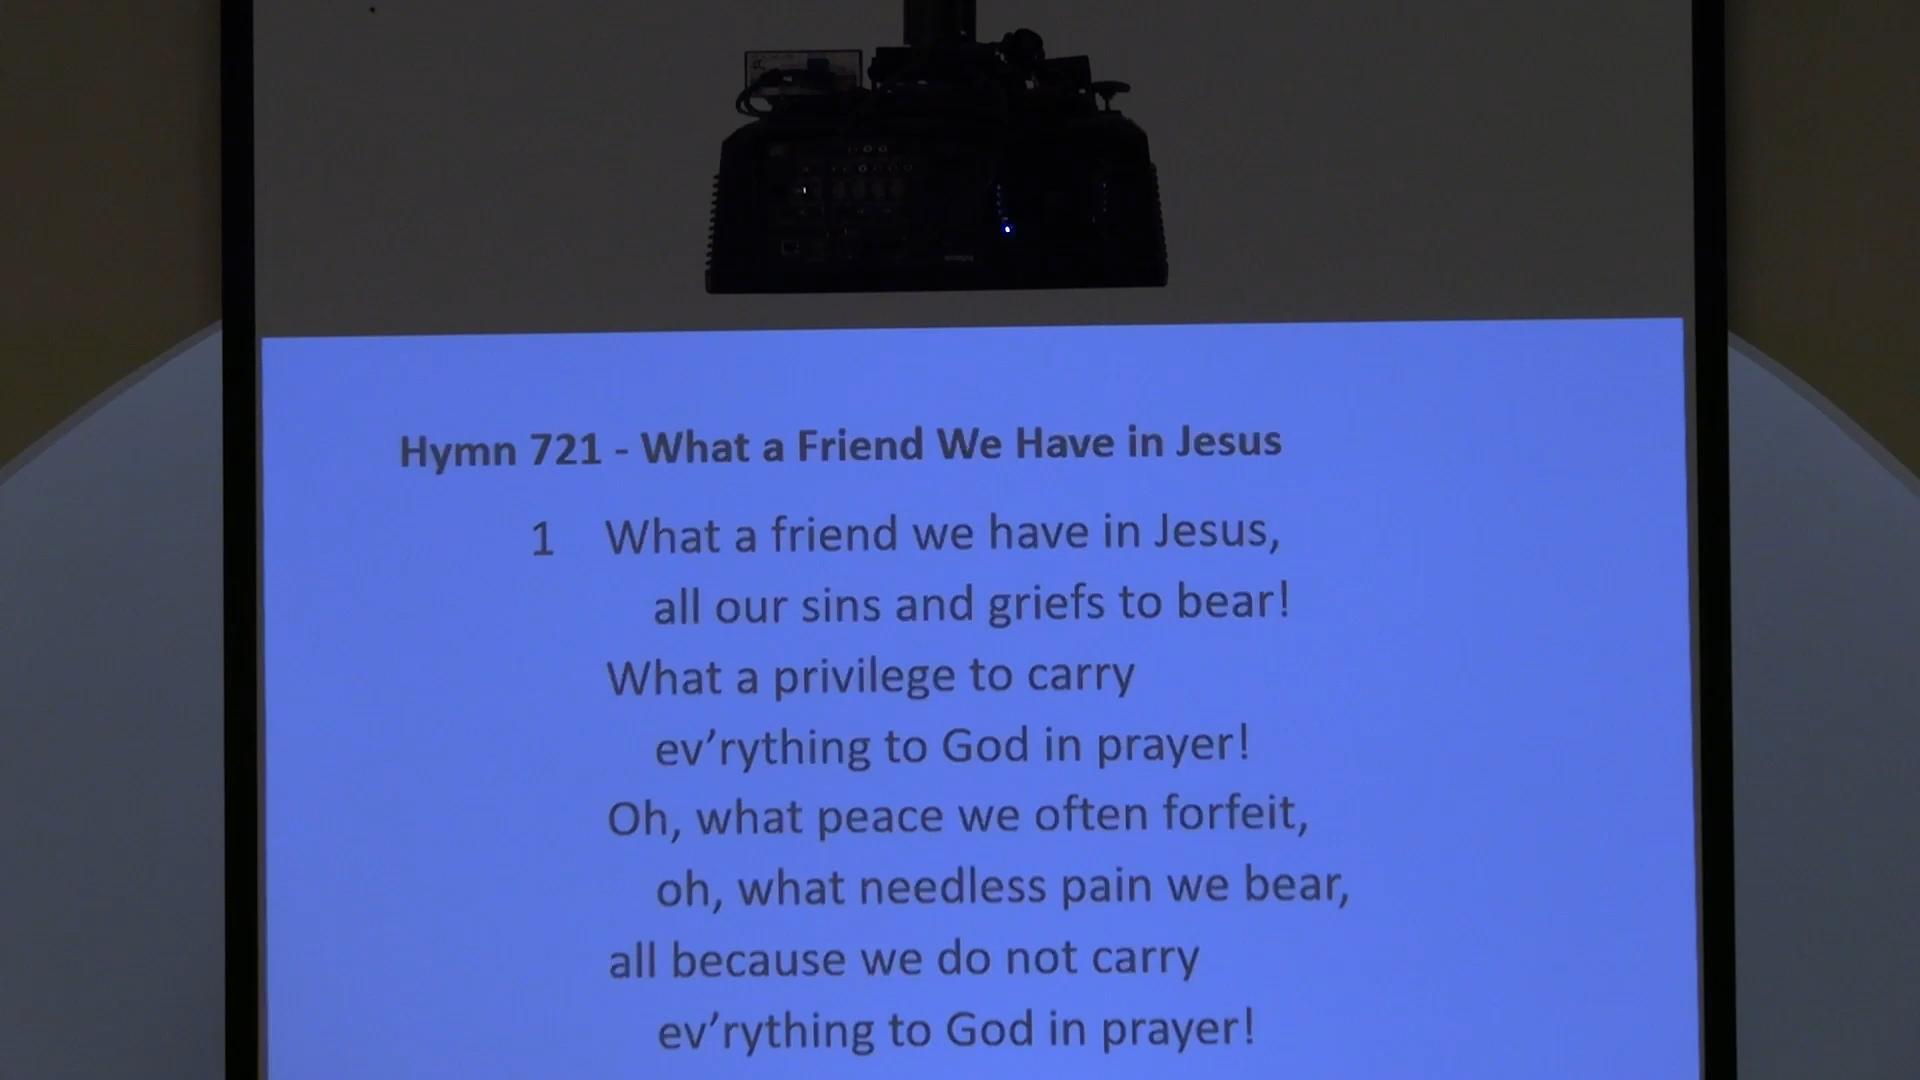 Hymn 721 - What a Friend We Have in Jesus
1 What a friend we have in Jesus,
all our sins and griefs to bear!
What a privilege to carry
ev’rything to God in prayer!
Oh, what peace we often forfeit,
oh, what needless pain we bear,
all because we do not carry
ev’rything to God in prayer!